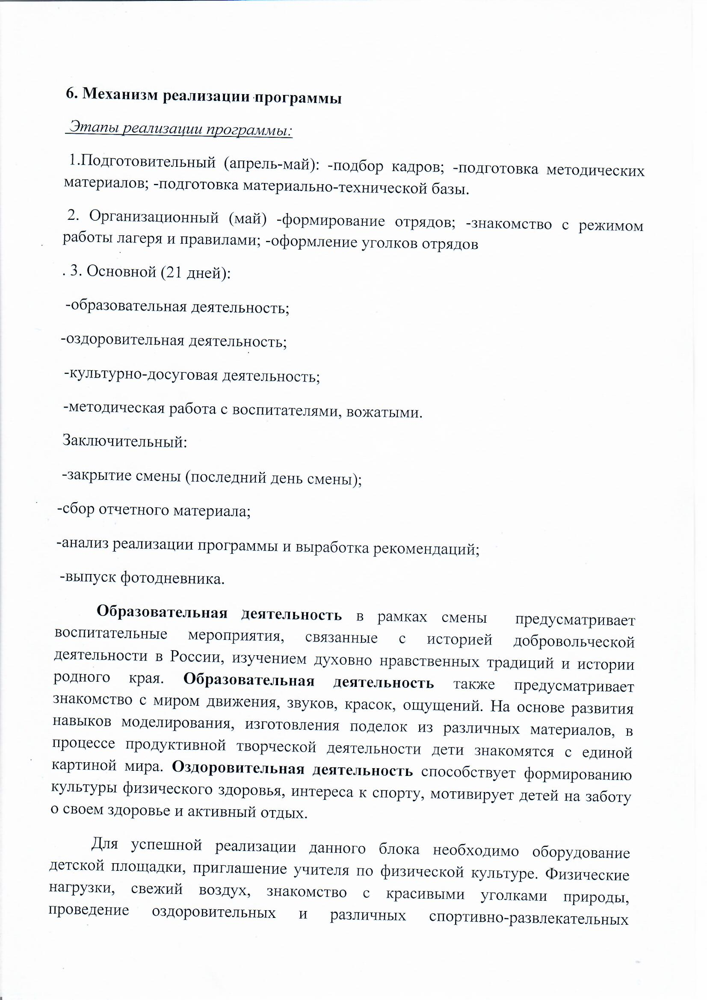 6. Механизм реализации программы
Этапы реализации программы:
1.Подготовительный (апрель-май): -подбор кадров; -подготовка методических
материалов; -подготовка материально-технической базы.
2. Организационный (май) -формирование отрядов; -знакомство с режимом
работы лагеря и правилами; -оформление уголков отрядов
. 3. Основной (21 дней):
-образовательная деятельность;
-оздоровительная деятельность;
-культурно-досуговая деятельность;
-методическая работа с воспитателями, вожатыми.
Заключительный:
-закрытие смены (последний день смены);
-сбор отчетного материала;
-анализ реализации программы и выработка рекомендаций;
-выпуск фотодневника.
Образовательная деятельность в рамках смены предусматривает
воспитательные мероприятия, связанные с историей добровольческой
деятельности в России, изучением духовно нравственных традиций и истории
родного края. Образовательная деятельность также предусматривает
знакомство с миром движения, звуков, красок, ощущений. На основе развития
навыков моделирования, изготовления поделок из различных материалов, в
процессе продуктивной творческой деятельности дети знакомятся с единой
картиной мира. Оздоровительная деятельность способствует формированию
культуры физического здоровья, интереса к спорту, мотивирует детей на заботу
о своем здоровье и активный отдых.
Для успешной реализации данного блока необходимо оборудование
детской площадки, приглашение учителя по физической культуре. Физические
нагрузки, свежий воздух, знакомство с красивыми уголками природы,
проведение оздоровительных и различных спортивно-развлекательных